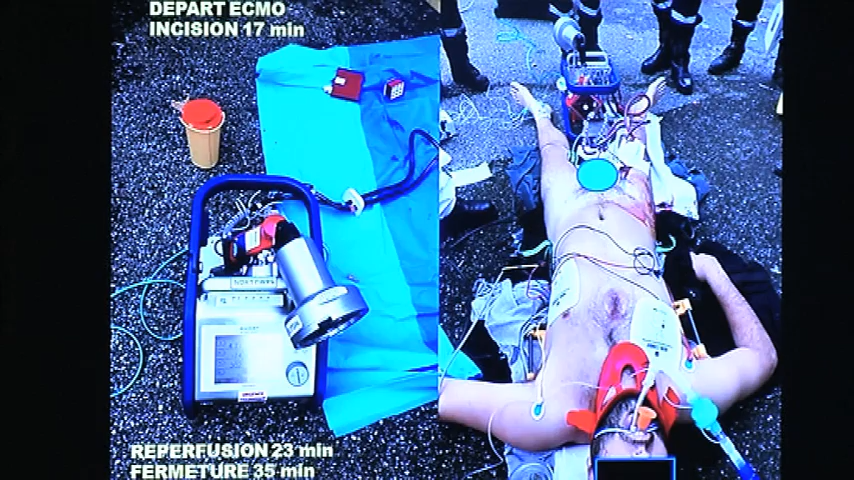 DEPART ECMO
INCISION 17 min
REPERFUSION 23 min
FERMETURE 35 min